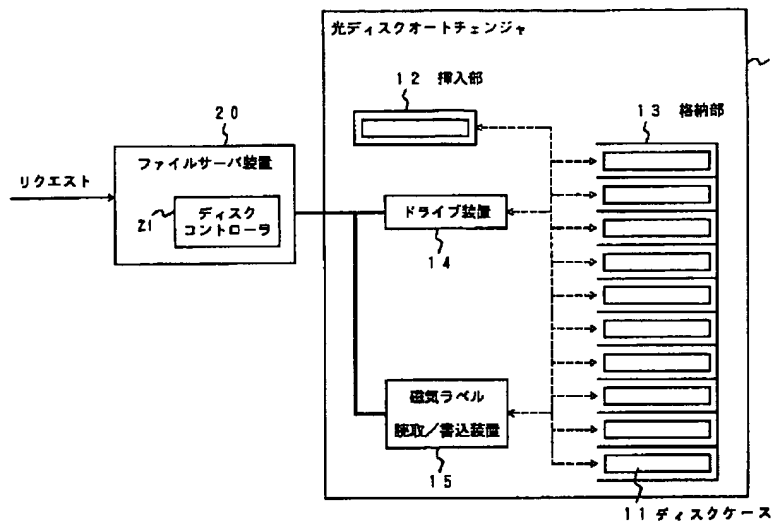 光ディスクオートチェンジャ
12 挿入部
20
13 格納部
ファイルサーバ装置
リクエスト
21
ディスク
コントローラ
ドライブ装置
14
磁気ラベル
読取/書込装置
15
11 ディスクケース